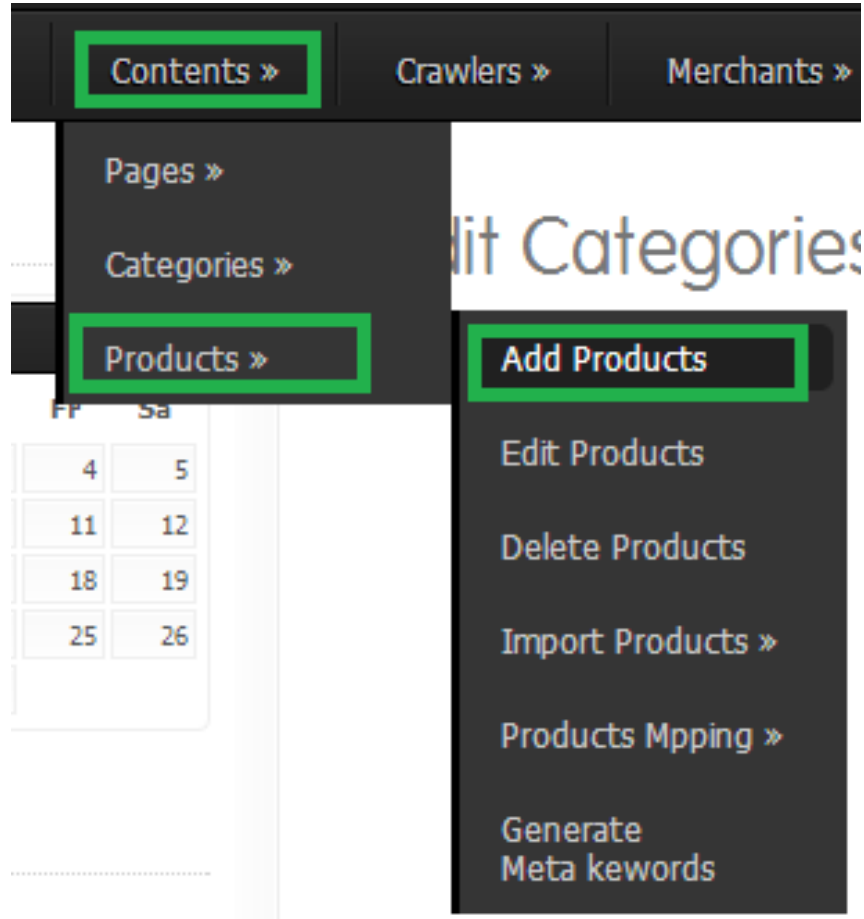 Contents »
Crawlers »
Merchants »
Pages »
Categories »
Products »
dit Categories
Add Products
Edit Products
Delete Products
Import Products »
Products Mpping »
Generate
Meta kewords
Fr Sa
4 5
11 12
18 19
25 26